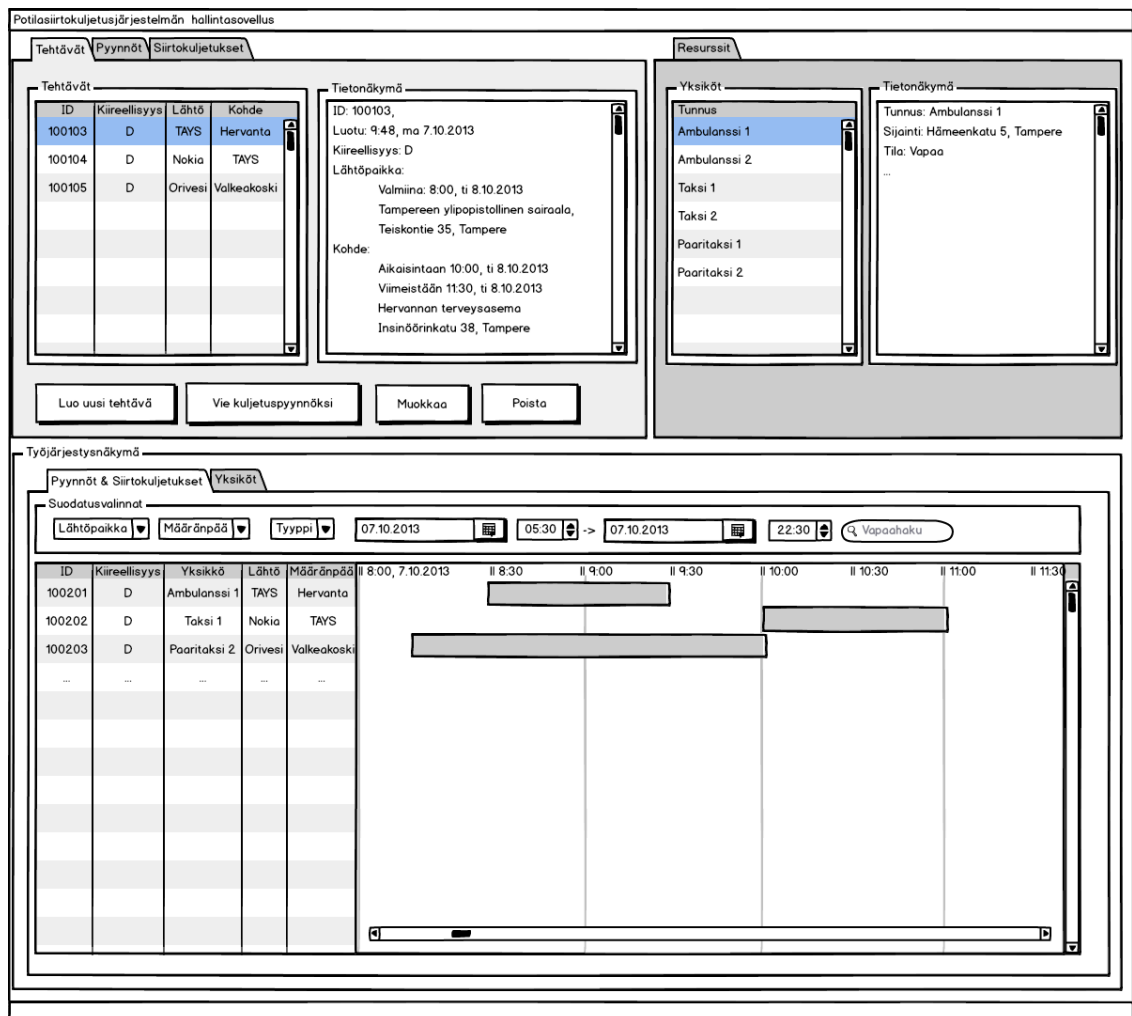 Potilassiirtokuljetusjärjestelmän hallintasovellus
Tehtävät Pyynnöt Siirtokuljetukset
Tehtävät
ID Kiireellisyys Lähtö Kohde
100103 D TAYS Hervanta
100104 D Nokia TAYS
100105 D Orivesi Valkeakoski
Tietonäkymä
ID: 100103,
Luotu: 9:48, ma 7.10.2013
Kiireellisyys: D
Lähtöpaikka:
Valmiina: 8:00, ti 8.10.2013
Tampereen ylipopistollinen sairaala,
Teiskontie 35, Tampere
Kohde:
Aikaisintaan 10:00, ti 8.10.2013
Viimeistään 11:30, ti 8.10.2013
Hervannan terveysasema
Insinöörinkatu 38, Tampere
Luo uusi tehtävä Vie kuljetuspyynnöksi Muokkaa Poista
Resurssit
Yksiköt
Tunnus
Ambulanssi 1
Ambulanssi 2
Taksi 1
Taksi 2
Paaritaksi 1
Paaritaksi 2
Tietonäkymä
Tunnus: Ambulanssi 1
Sijainti: Hämeenkatu 5, Tampere
Tila: Vapaa
...
Työjärjestysnäkymä
Pyynnöt & Siirtokuljetukset Yksiköt
Suodatusvalinnat
Lähtöpaikka Määränpää Tyyppi 07.10.2013 05:30 -> 07.10.2013 22:30 Vapaahaku
ID Kiireellisyys Yksikkö Lähtö Määränpää || 8:00, 7.10.2013 || 8:30 || 9:00 || 9:30 || 10:00 || 10:30 || 11:00 || 11:30
100201 D Ambulanssi 1 TAYS Hervanta
100202 D Taksi 1 Nokia TAYS
100203 D Paaritaksi 2 Orivesi Valkeakoski
... ... ... ... ...